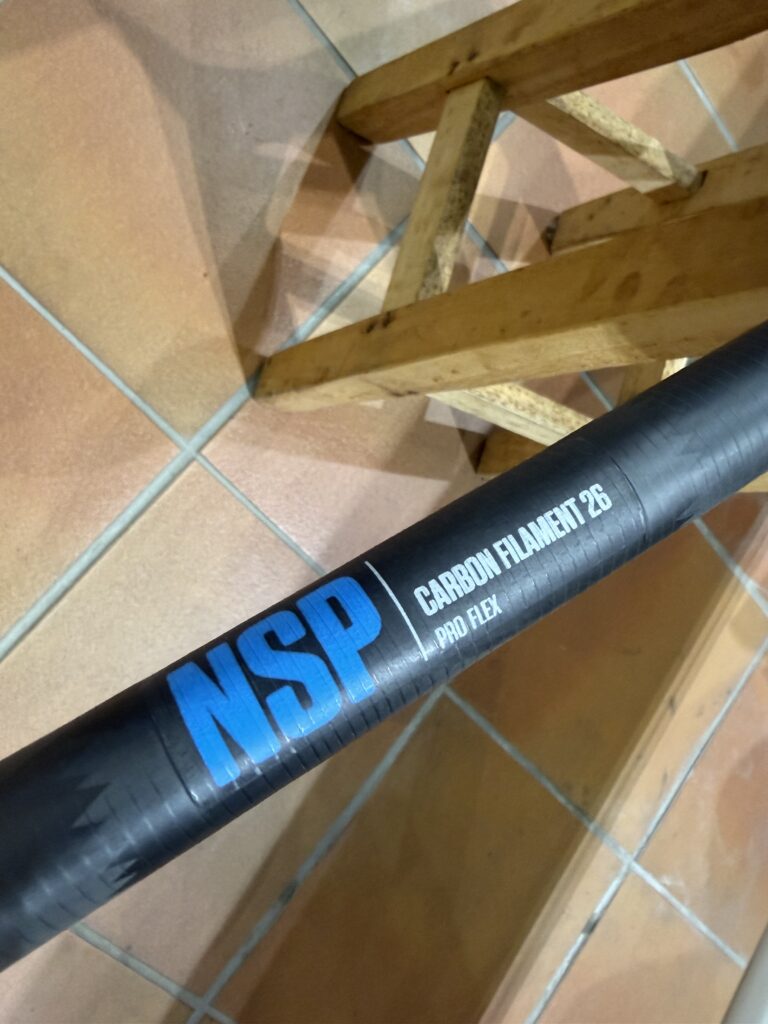 NSP
CARBON FILAMENT 26
PRO FLEX